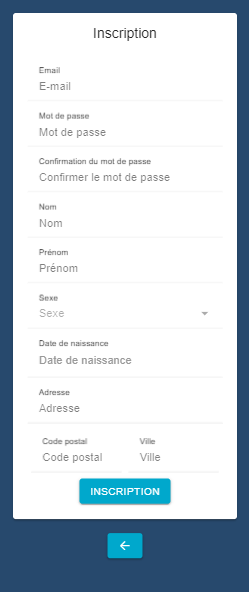 Inscription
Email
E-mail
Mot de passe
Mot de passe
Confirmation du mot de passe
Confirmer le mot de passe
Nom
Nom
Prénom
Prénom
Sexe
Sexe
Date de naissance
Date de naissance
Adresse
Adresse
Code postal Ville
Code postal Ville
INSCRIPTION